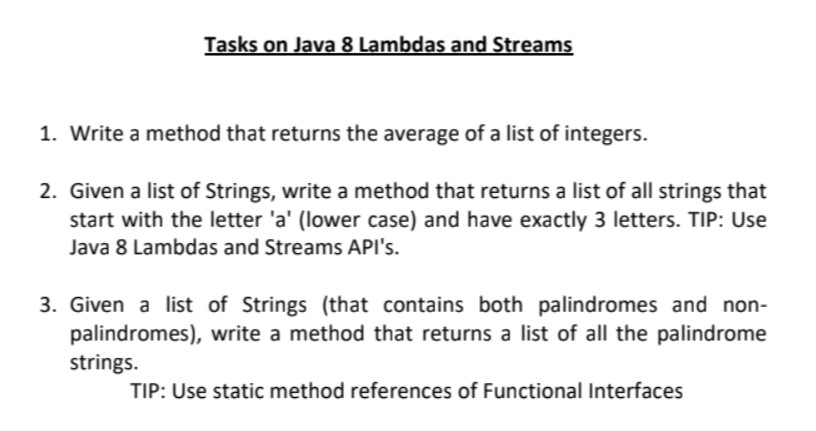 Tasks on Java 8 Lambdas and Streams
1. Write a method that returns the average of a list of integers.
2. Given a list of Strings, write a method that returns a list of all strings that
start with the letter 'a' (lower case) and have exactly 3 letters. TIP: Use
Java 8 Lambdas and Streams API's.
3. Given a list of Strings (that contains both palindromes and non-
palindromes), write a method that returns a list of all the palindrome
strings.
TIP: Use static method references of Functional Interfaces